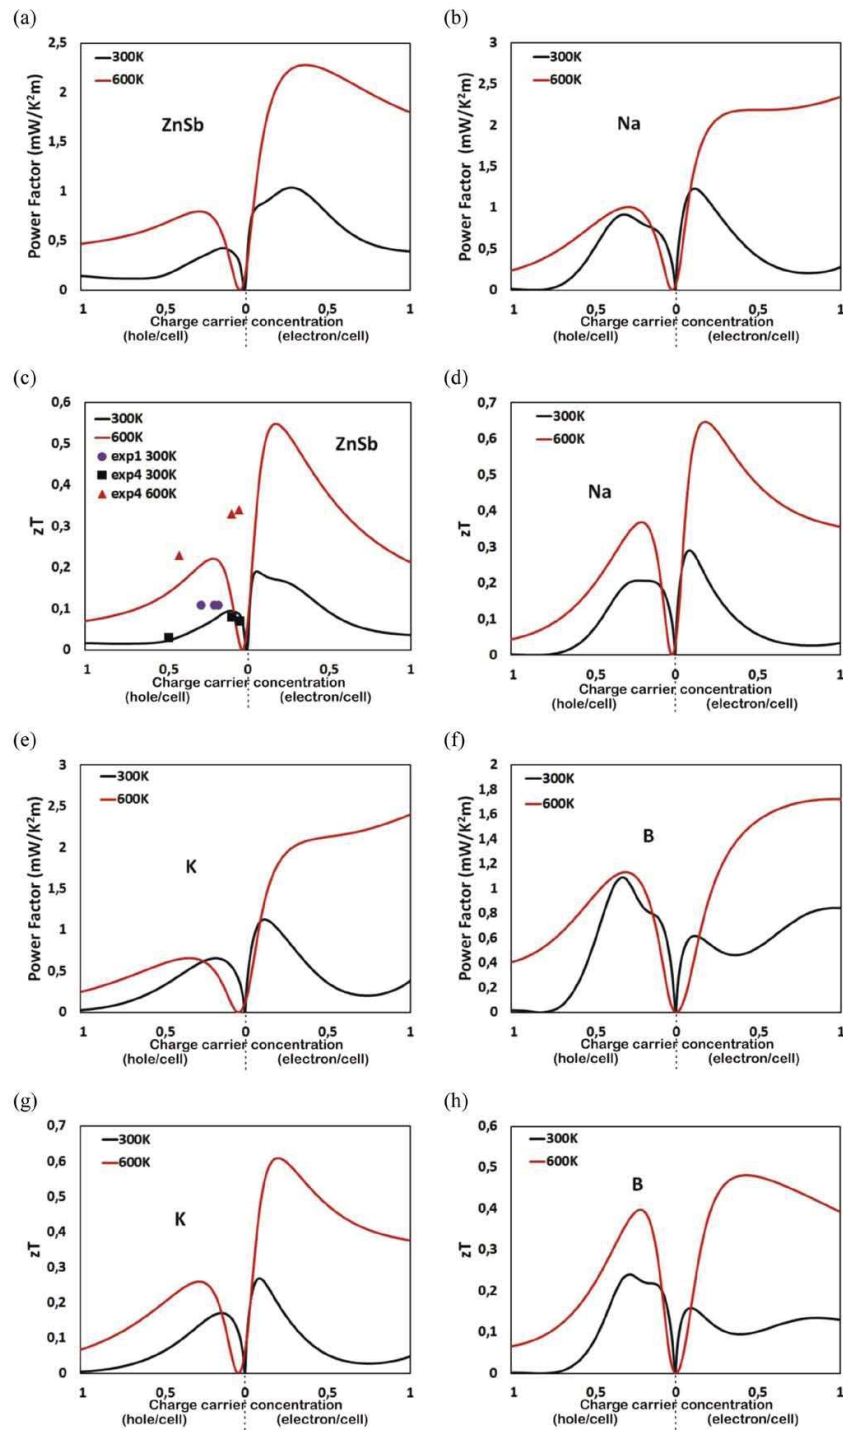 (a)
2,5
2
1,5
1
0,5
0
Power Factor (mW/K²m)
300K
600K
ZnSb
1 0,5 0 0,5 1
Charge carrier concentration
(hole/cell) (electron/cell)
(b)
3
2,5
2
1,5
1
0,5
0
Power Factor (mW/K²m)
300K
600K
Na
1 0,5 0 0,5 1
Charge carrier concentration
(hole/cell) (electron/cell)
(c)
0,6
0,5
0,4
0,3
0,2
0,1
0
zT
300K
600K
exp1 300K
exp4 300K
exp4 600K
ZnSb
1 0,5 0 0,5 1
Charge carrier concentration
(hole/cell) (electron/cell)
(d)
0,7
0,6
0,5
0,4
0,3
0,2
0,1
0
zT
300K
600K
Na
1 0,5 0 0,5 1
Charge carrier concentration
(hole/cell) (electron/cell)
(e)
3
2,5
2
1,5
1
0,5
0
Power Factor (mW/K²m)
300K
600K
K
1 0,5 0 0,5 1
Charge carrier concentration
(hole/cell) (electron/cell)
(f)
2
1,8
1,6
1,4
1,2
1
0,8
0,6
0,4
0,2
0
Power Factor (mW/K²m)
300K
600K
B
1 0,5 0 0,5 1
Charge carrier concentration
(hole/cell) (electron/cell)
(g)
0,7
0,6
0,5
0,4
0,3
0,2
0,1
0
zT
300K
600K
K
1 0,5 0 0,5 1
Charge carrier concentration
(hole/cell) (electron/cell)
(h)
0,6
0,5
0,4
0,3
0,2
0,1
0
zT
300K
600K
B
1 0,5 0 0,5 1
Charge carrier concentration
(hole/cell) (electron/cell)